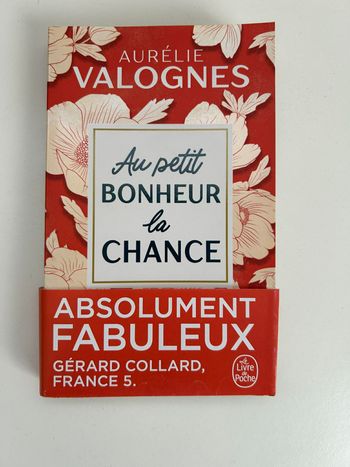 AURÉLIE
VALOGNES
Au petit
BONHEUR
la
CHANCE
ABSOLUMENT
FABULEUX
GÉRARD COLLARD,
FRANCE 5.
Le
Livre
de
Poche